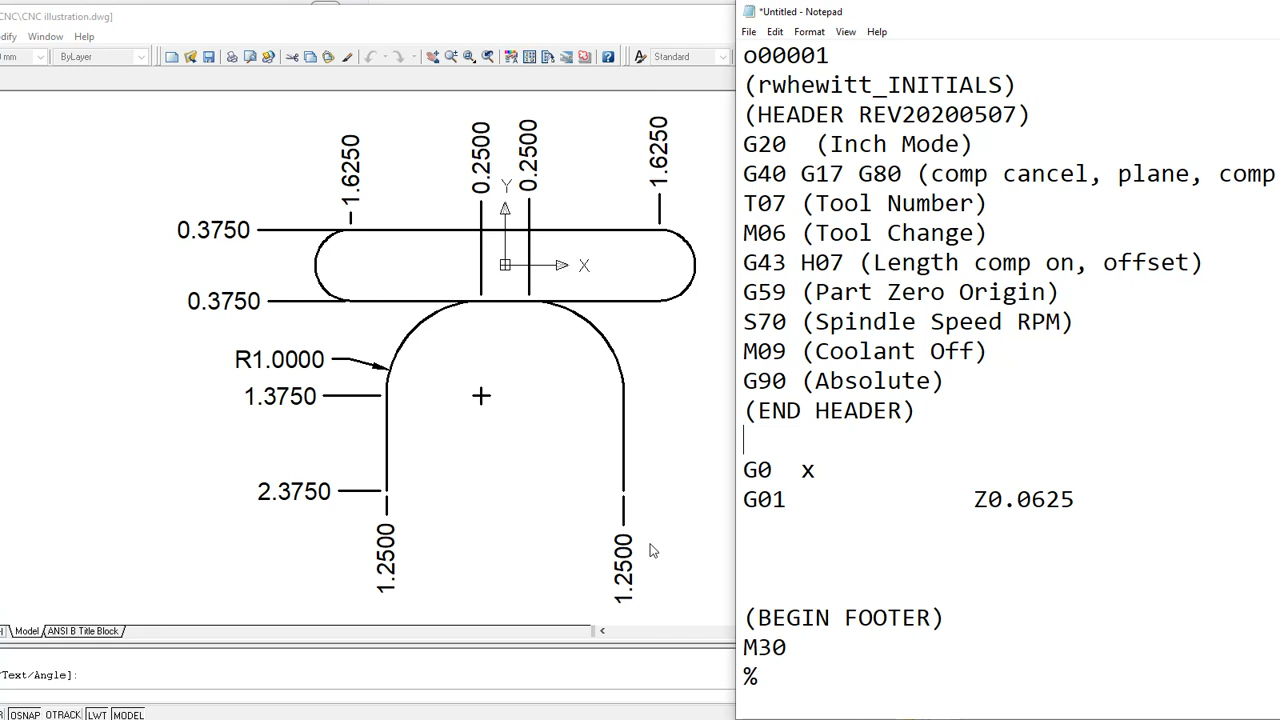 \CNC\CNC illustration.dwg]
*Untitled - Notepad
odify Window Help
File Edit Format View Help
0 mm ByLayer Standard
o00001
(rwhewitt_INITIALS)
(HEADER REV20200507)
G20 (Inch Mode)
G40 G17 G80 (comp cancel, plane, comp
T07 (Tool Number)
M06 (Tool Change)
G43 H07 (Length comp on, offset)
G59 (Part Zero Origin)
S70 (Spindle Speed RPM)
M09 (Coolant Off)
G90 (Absolute)
(END HEADER)
G0 x
G01 Z0.0625
(BEGIN FOOTER)
M30
%
1.6250
0.2500
0.2500
1.6250
Y
0.3750
X
0.3750
R1.0000
1.3750
2.3750
1.2500
1.2500
Model ANSI B Title Block
/Text/Angle]:
OSNAP OTRACK LWT MODEL